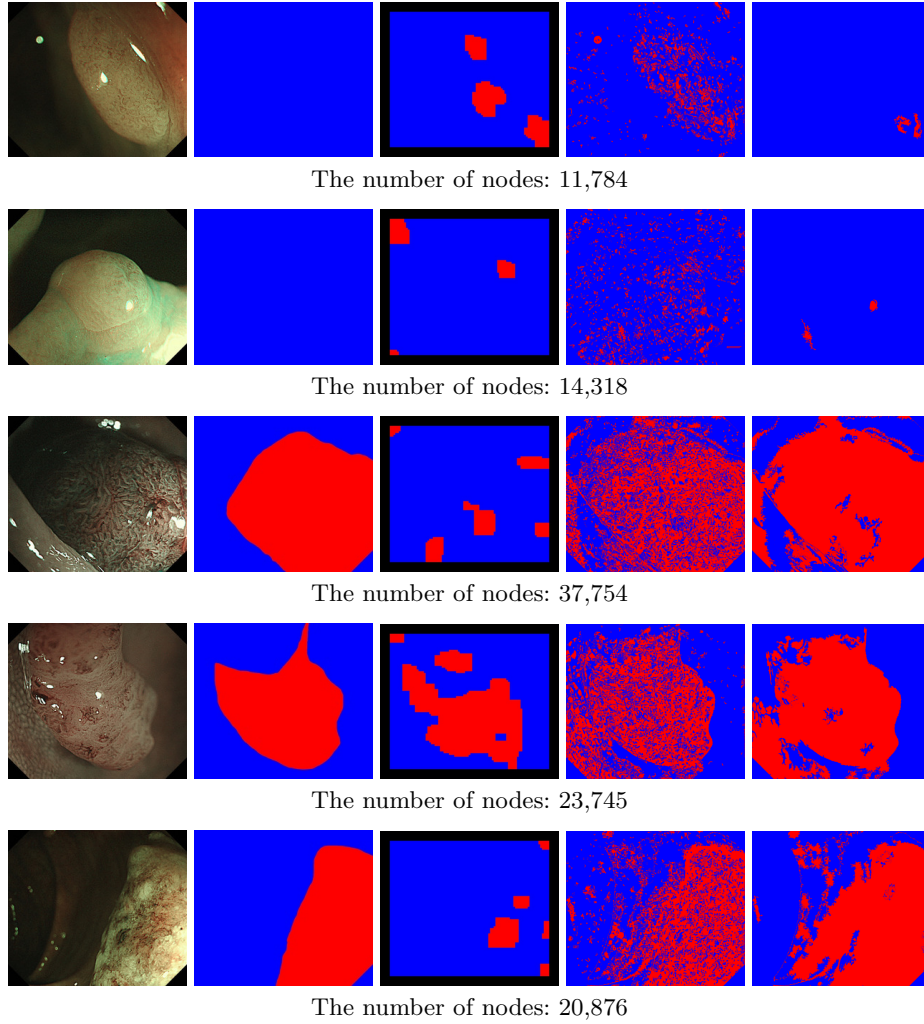 The number of nodes: 11,784
The number of nodes: 14,318
The number of nodes: 37,754
The number of nodes: 23,745
The number of nodes: 20,876